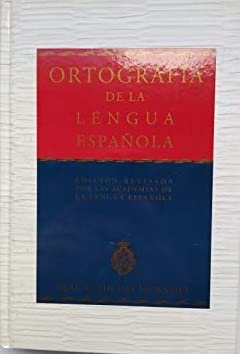 ORTOGRAFÍA
DE LA
LENGUA
ESPAÑOLA
EDICIÓN REVISADA
POR LAS ACADEMIAS DE
LA LENGUA ESPAÑOLA
REAL ACADEMIA ESPAÑOLA